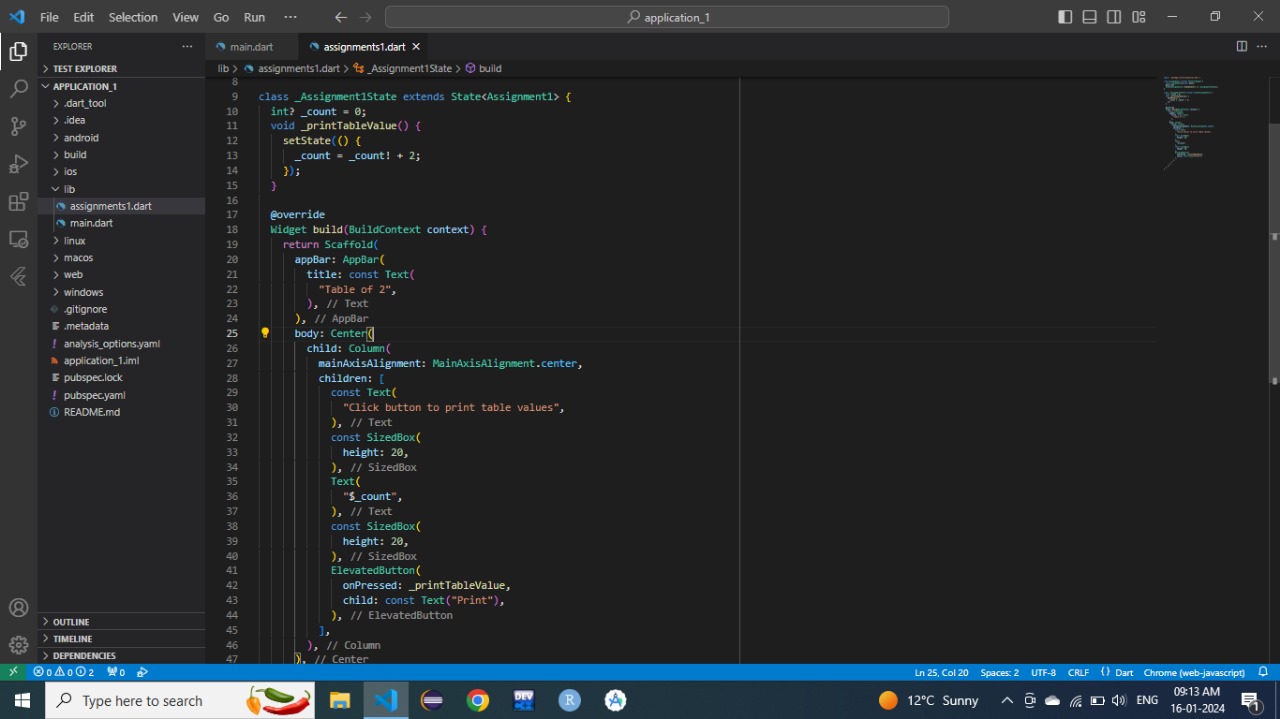 File Edit Selection View Go Run ··· application_1
EXPLORER ··· main.dart assignments1.dart
TEST EXPLORER
APPLICATION_1
.dart_tool
.idea
android
build
ios
lib
assignments1.dart
main.dart
linux
macos
web
windows
.gitignore
.metadata
analysis_options.yaml
application_1.iml
pubspec.lock
pubspec.yaml
README.md
OUTLINE
TIMELINE
DEPENDENCIES
lib > assignments1.dart > _Assignment1State > build
8
9 class _Assignment1State extends State<Assignment1> {
10 int? _count = 0;
11 void _printTableValue() {
12 setState(() {
13 _count = _count! + 2;
14 });
15 }
16
17 @override
18 Widget build(BuildContext context) {
19 return Scaffold(
20 appBar: AppBar(
21 title: const Text(
22 "Table of 2",
23 ), // Text
24 ), // AppBar
25 body: Center(
26 child: Column(
27 mainAxisAlignment: MainAxisAlignment.center,
28 children: [
29 const Text(
30 "Click button to print table values",
31 ), // Text
32 const SizedBox(
33 height: 20,
34 ), // SizedBox
35 Text(
36 "$_count",
37 ), // Text
38 const SizedBox(
39 height: 20,
40 ), // SizedBox
41 ElevatedButton(
42 onPressed: _printTableValue,
43 child: const Text("Print"),
44 ), // ElevatedButton
45 ],
46 ), // Column
47 ), // Center
0 0 2 0 Ln 25, Col 20 Spaces: 2 UTF-8 CRLF {} Dart Chrome (web-javascript)
Type here to search DEV R A 12°C Sunny ENG 09:13 AM
16-01-2024 1